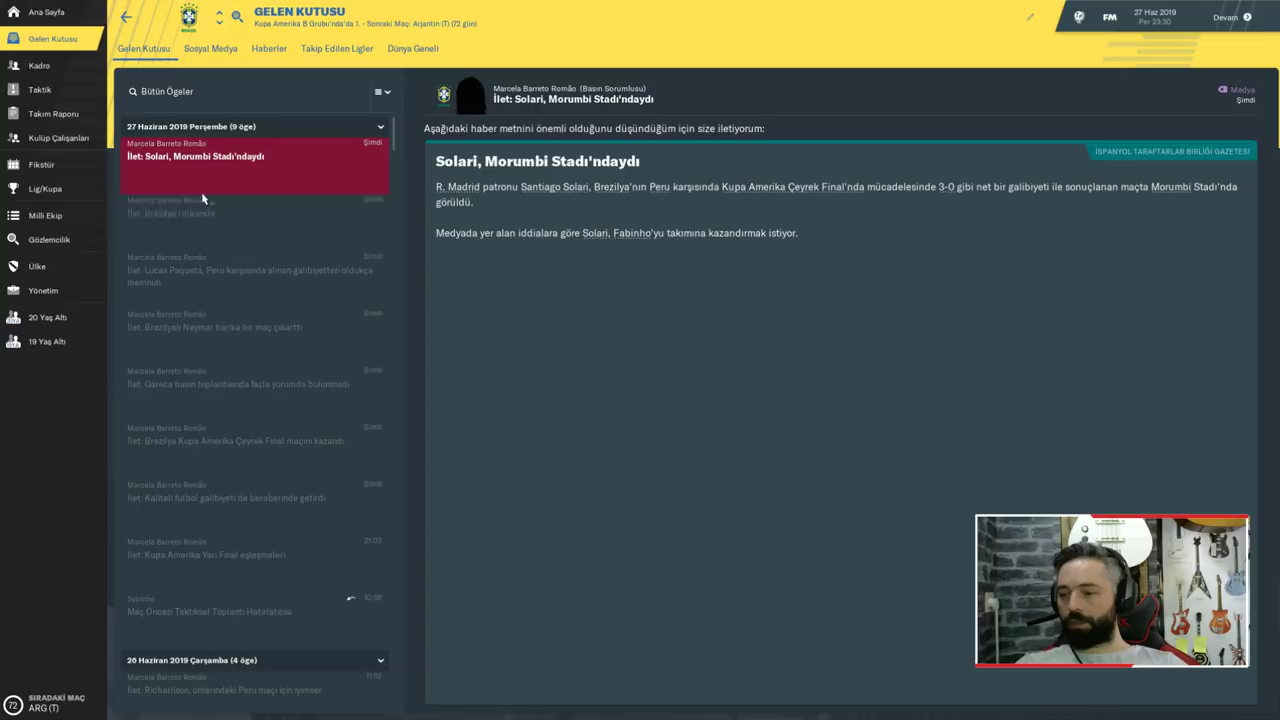 Ana Sayfa
Gelen Kutusu
Kadro
Taktik
Takım Raporu
Kulüp Çalışanları
Fikstür
Lig/Kupa
Milli Ekip
Gözlemcilik
Ülke
Yönetim
20 Yaş Altı
19 Yaş Altı
72
SIRADAKİ MAÇ
ARG (T)
BRASIL
GELEN KUTUSU
Kupa Amerika B Grubu'nda 1. - Sonraki Maç: Arjantin (T) (72 gün)
FM
27 Haz 2019
Per 23:30
Devam
Gelen Kutusu
Sosyal Medya
Haberler
Takip Edilen Ligler
Dünya Geneli
Bütün Ögeler
27 Haziran 2019 Perşembe (9 öge)
Marcela Barreto Romão
Şimdi
İlet: Solari, Morumbi Stadı'ndaydı
Marcela Barreto Romão
Şimdi
İlet: Lucas Paquetá, Peru karşısında alınan galibiyetten oldukça
memnun
Marcela Barreto Romão
Şimdi
İlet: Brezilyalı Neymar harika bir maç çıkarttı
Marcela Barreto Romão
Şimdi
İlet: Gareca basın toplantısında fazla yorumda bulunmadı
Marcela Barreto Romão
Şimdi
İlet: Brazilya Kupa Amerika Çeyrek Final maçını kazandı
Marcela Barreto Romão
Şimdi
İlet: Kaliteli futbol galibiyeti de beraberinde getirdi
Marcela Barreto Romão
21:03
İlet: Kupa Amerika Yarı Final eşleşmeleri
Sylvinho
10:58
Maç Öncesi Taktiksel Toplantı Hatırlatıcısı
26 Haziran 2019 Çarşamba (4 öge)
Marcela Barreto Romão
11:52
İlet: Richarlison, önlerindeki Peru maçı için iyimser
Marcela Barreto Romão (Basın Sorumlusu)
İlet: Solari, Morumbi Stadı'ndaydı
Medya
Şimdi
Aşağıdaki haber metnini önemli olduğunu düşündüğüm için size iletiyorum:
İSPANYOL TARAFTARLAR BİRLİĞİ GAZETESİ
Solari, Morumbi Stadı'ndaydı
R. Madrid patronu Santiago Solari, Brezilya'nın Peru karşısında Kupa Amerika Çeyrek Final'nda mücadelesinde 3-0 gibi net bir galibiyeti ile sonuçlanan maçta Morumbi Stadı'nda
görüldü.
Medyada yer alan iddialara göre Solari, Fabinho'yu takımına kazandırmak istiyor.